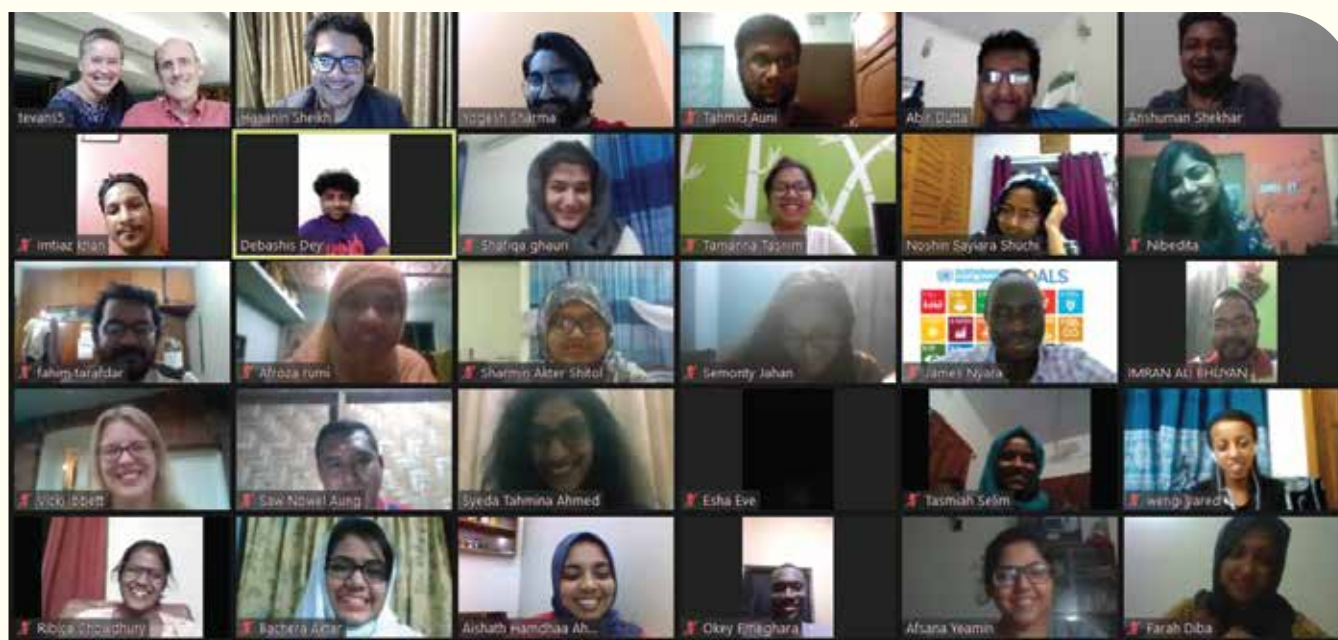 tevans5
Hosanin Sheikh
Yogesh Sharma
Tahmid Auni
Abir Dutta
Anshuman Shekhar
Imtiaz khan
Debashis Dey
Shafiqa ghauri
Tamanna Tasnim
Noshin Sayiara Shuchi
Nibedita
fahim tarafdar
Afroza rumi
Sharmin Akter Shitol
Semonty Jahan
GOALS
James Nyara
IMRAN ALI BHUYAN
Vicki Ibbett
Saw Nowel Aung
Syeda Tahmina Ahmed
Esha Eve
Tasmiah Selim
wengi jiared
Ribica Chowdhury
Bachera Aktar
Aishath Hamdhaa Ah...
Okey Emeghara
Afsana Yeamin
Farah Diba